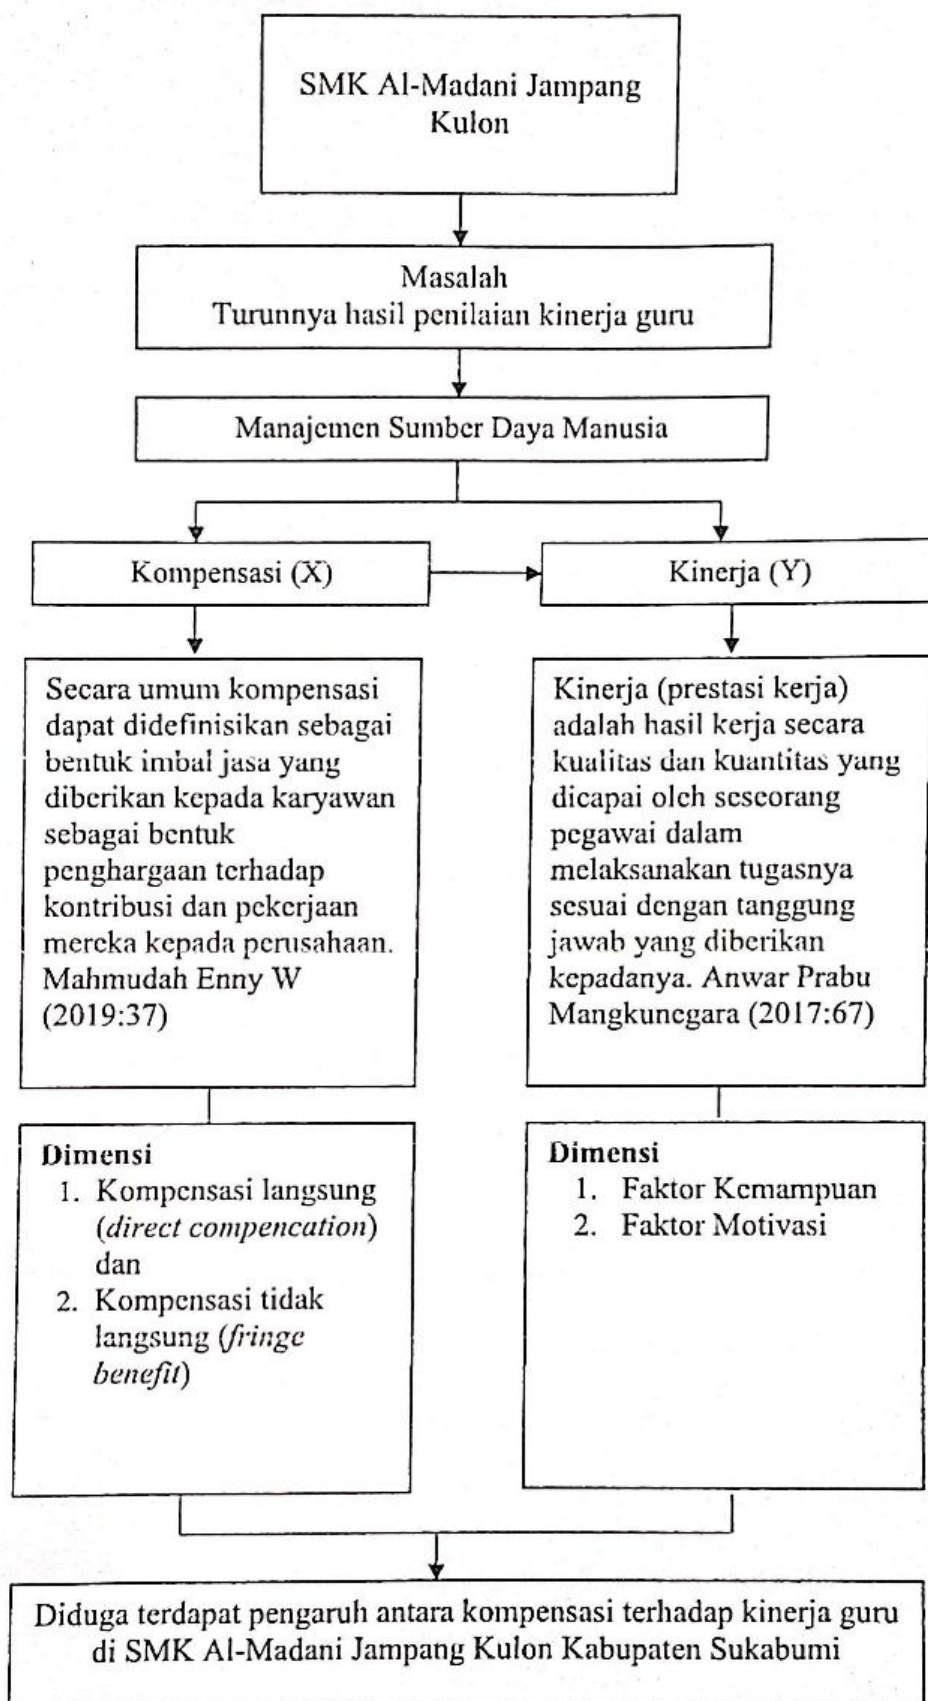 SMK Al-Madani Jampang
Kulon
Masalah
Turunnya hasil penilaian kinerja guru
Manajemen Sumber Daya Manusia
Kompensasi (X)
Kinerja (Y)
Secara umum kompensasi
dapat didefinisikan sebagai
bentuk imbal jasa yang
diberikan kepada karyawan
sebagai bentuk
penghargaan terhadap
kontribusi dan pekerjaan
mereka kepada perusahaan.
Mahmudah Enny W
(2019:37)
Kinerja (prestasi kerja)
adalah hasil kerja secara
kualitas dan kuantitas yang
dicapai oleh seseorang
pegawai dalam
melaksanakan tugasnya
sesuai dengan tanggung
jawab yang diberikan
kepadanya. Anwar Prabu
Mangkunegara (2017:67)
Dimensi
1. Kompensasi langsung
(direct compencation)
dan
2. Kompensasi tidak
langsung (fringe
benefit)
Dimensi
1. Faktor Kemampuan
2. Faktor Motivasi
Diduga terdapat pengaruh antara kompensasi terhadap kinerja guru
di SMK Al-Madani Jampang Kulon Kabupaten Sukabumi